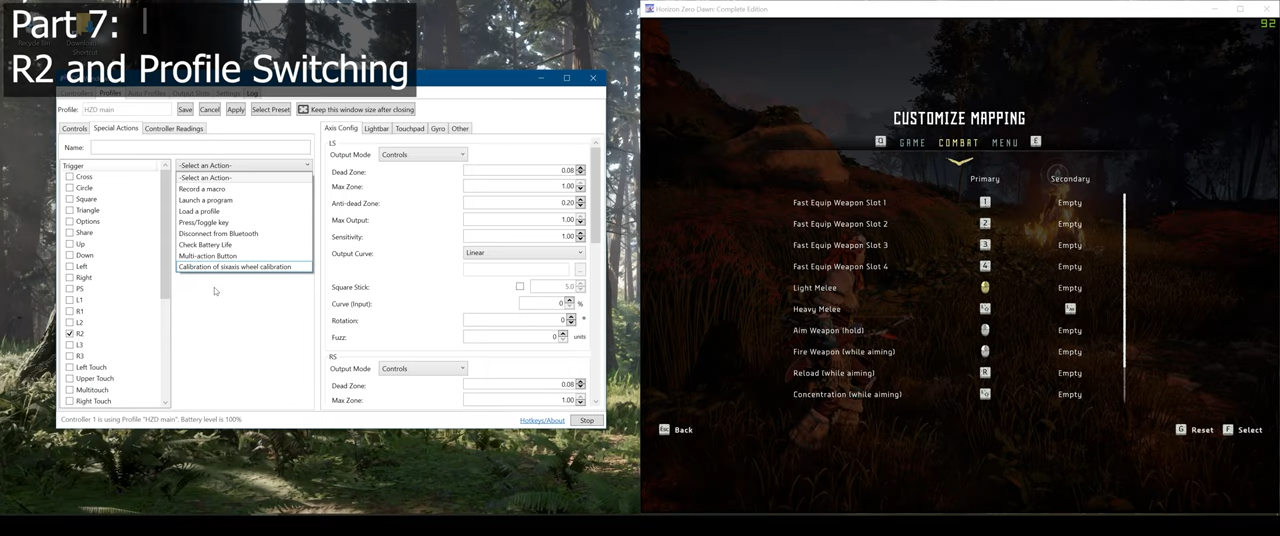 Part 7:
R2 and Profile Switching
Profiles
Log
Profile:
HZD main
Save
Cancel
Apply
Select Preset
Keep this window size after closing
Controls
Special Actions
Controller Readings
Name:
Trigger
Cross
Circle
Square
Triangle
Options
Share
Up
Down
Left
Right
PS
L1
R1
L2
R2
L3
R3
Left Touch
Upper Touch
Multitouch
Right Touch
-Select an Action-
-Select an Action-
Record a macro
Launch a program
Load a profile
Press/Toggle key
Disconnect from Bluetooth
Check Battery Life
Multi-action Button
Calibration of sixaxis wheel calibration
Axis Config
Lightbar
Touchpad
Gyro
Other
LS
Output Mode
Controls
Dead Zone:
0.08
Max Zone:
1.00
Anti-dead Zone:
0.20
Max Output:
1.00
Sensitivity:
1.00
Output Curve:
Linear
...
Square Stick:
5.0
Curve (Input):
0
%
Rotation:
0
°
Fuzz:
0
units
RS
Output Mode
Controls
Dead Zone:
0.08
Max Zone:
1.00
Controller 1 is using Profile "HZD main". Battery level is 100%
Hotkeys/About
Stop
Horizon Zero Dawn: Complete Edition
92
CUSTOMIZE MAPPING
Q
GAME
COMBAT
MENU
E
Primary
Secondary
Fast Equip Weapon Slot 1
1
Empty
Fast Equip Weapon Slot 2
2
Empty
Fast Equip Weapon Slot 3
3
Empty
Fast Equip Weapon Slot 4
4
Empty
Light Melee
Empty
Heavy Melee
Aim Weapon (hold)
Empty
Fire Weapon (while aiming)
Empty
Reload (while aiming)
R
Empty
Concentration (while aiming)
Empty
Esc
Back
G
Reset
F
Select